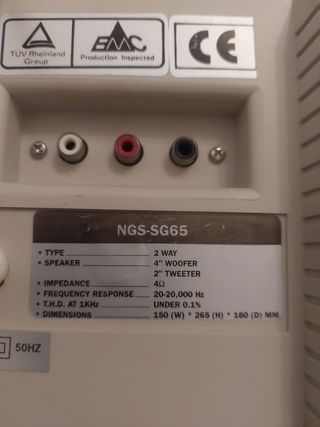 TÜV Rheinland
Group
EMC
Production Inspected
CE
NGS-SG65
• TYPE 2 WAY
• SPEAKER 4" WOOFER
2" TWEETER
• IMPEDANCE 4Ω
• FREQUENCY RESPONSE 20-20,000 Hz
• T.H.D. AT 1KHz UNDER 0.1%
• DIMENSIONS 150 (W) * 265 (H) * 160 (D) MM
50HZ